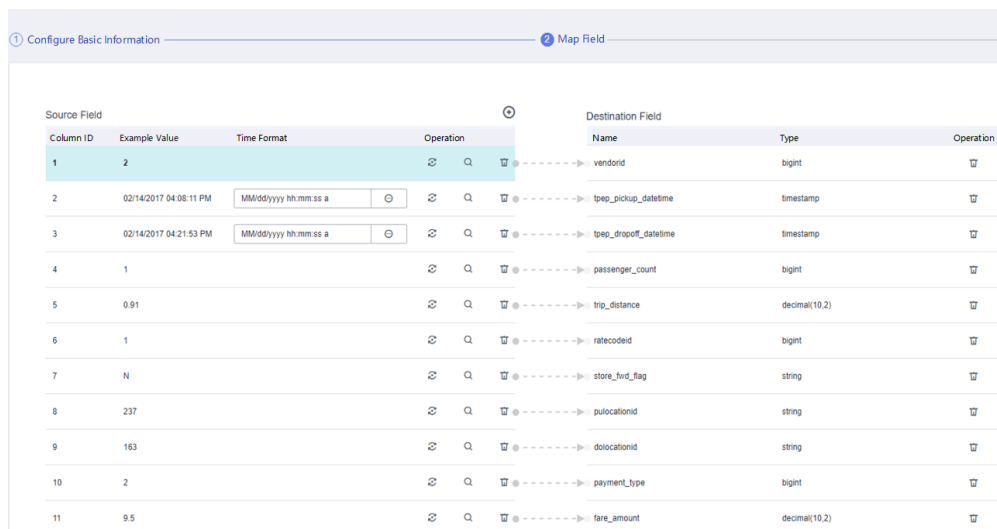 1 Configure Basic Information 2 Map Field
Source Field Destination Field
Column ID Example Value Time Format Operation Name Type Operation
1 2 vendorid bigint
2 02/14/2017 04:08:11 PM MM/dd/yyyy hh:mm:ss a tpep_pickup_datetime timestamp
3 02/14/2017 04:21:53 PM MM/dd/yyyy hh:mm:ss a tpep_dropoff_datetime timestamp
4 1 passenger_count bigint
5 0.91 trip_distance decimal(10,2)
6 1 ratecodeid bigint
7 N store_fwd_flag string
8 237 pulocationid string
9 163 dolocationid string
10 2 payment_type bigint
11 9.5 fare_amount decimal(10,2)